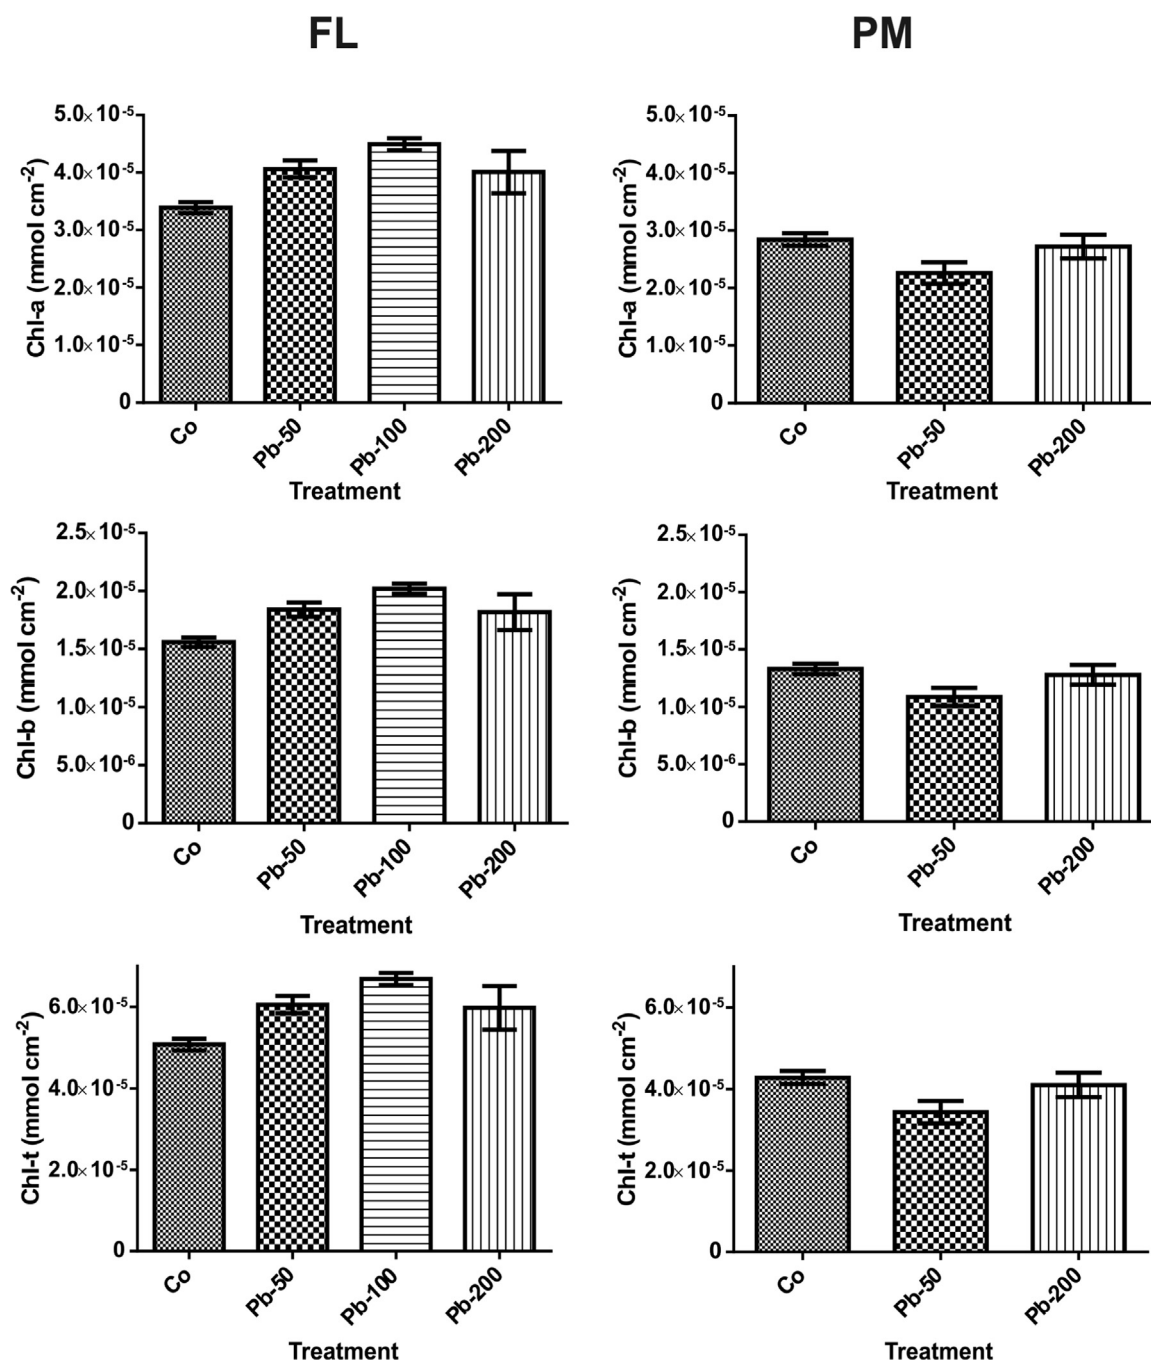 FL
PM
5.0×10⁻⁵
4.0×10⁻⁵
3.0×10⁻⁵
2.0×10⁻⁵
1.0×10⁻⁵
0
Chl-a (mmol cm⁻²)
Co
Pb-50
Pb-100
Pb-200
Treatment
5.0×10⁻⁵
4.0×10⁻⁵
3.0×10⁻⁵
2.0×10⁻⁵
1.0×10⁻⁵
0
Chl-a (mmol cm⁻²)
Co
Pb-50
Pb-200
Treatment
2.5×10⁻⁵
2.0×10⁻⁵
1.5×10⁻⁵
1.0×10⁻⁵
5.0×10⁻⁶
0
Chl-b (mmol cm⁻²)
Co
Pb-50
Pb-100
Pb-200
Treatment
2.5×10⁻⁵
2.0×10⁻⁵
1.5×10⁻⁵
1.0×10⁻⁵
5.0×10⁻⁶
0
Chl-b (mmol cm⁻²)
Co
Pb-50
Pb-200
Treatment
6.0×10⁻⁵
4.0×10⁻⁵
2.0×10⁻⁵
0
Chl-t (mmol cm⁻²)
Co
Pb-50
Pb-100
Pb-200
Treatment
6.0×10⁻⁵
4.0×10⁻⁵
2.0×10⁻⁵
0
Chl-t (mmol cm⁻²)
Co
Pb-50
Pb-200
Treatment